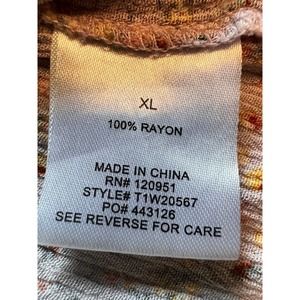 XL
100% RAYON
MADE IN CHINA
RN# 120951
STYLE# T1W20567
PO# 443126
SEE REVERSE FOR CARE